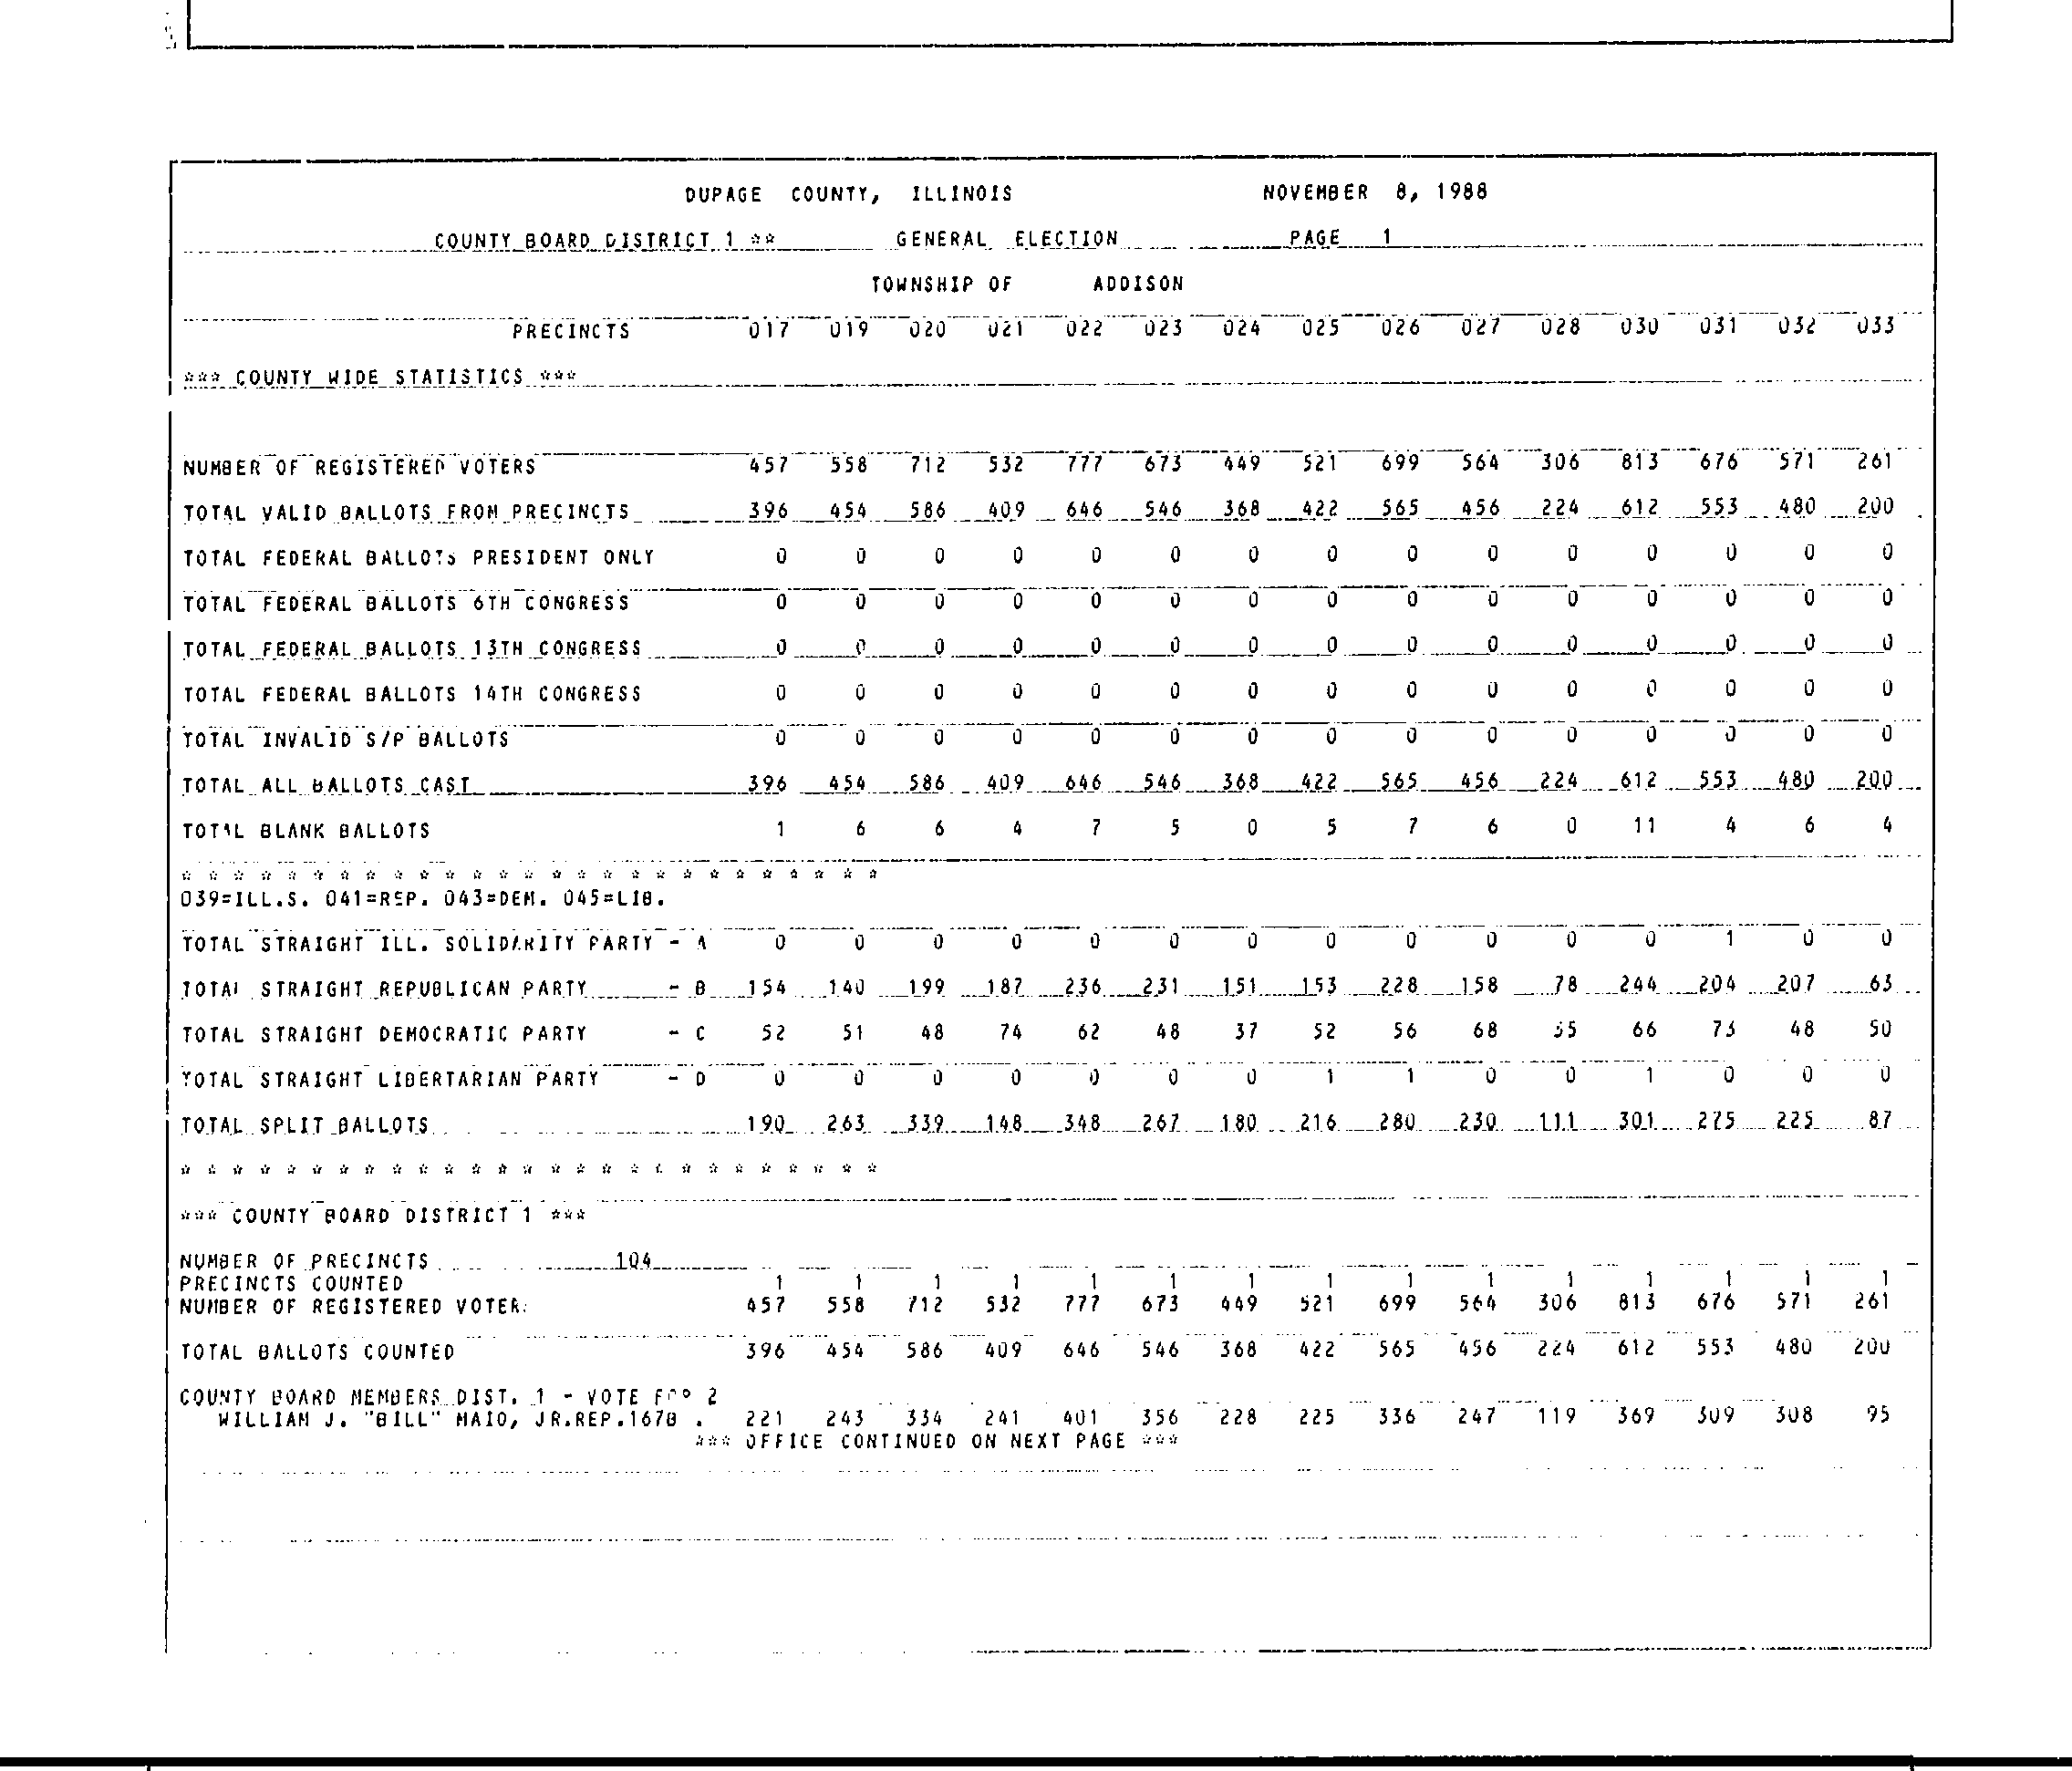 DUPAGE COUNTY, ILLINOIS NOVEMBER 8, 1988
COUNTY BOARD DISTRICT 1 ** GENERAL ELECTION PAGE 1
TOWNSHIP OF ADDISON
PRECINCTS 017 019 020 021 022 023 024 025 026 027 028 030 031 032 033
*** COUNTY WIDE STATISTICS ***
NUMBER OF REGISTERED VOTERS 457 558 712 532 777 673 449 521 699 564 306 813 676 571 261
TOTAL VALID BALLOTS FROM PRECINCTS 396 454 586 409 646 546 368 422 565 456 224 612 553 480 200
TOTAL FEDERAL BALLOTS PRESIDENT ONLY 0 0 0 0 0 0 0 0 0 0 0 0 0 0 0
TOTAL FEDERAL BALLOTS 6TH CONGRESS 0 0 0 0 0 0 0 0 0 0 0 0 0 0 0
TOTAL FEDERAL BALLOTS 13TH CONGRESS 0 0 0 0 0 0 0 0 0 0 0 0 0 0 0
TOTAL FEDERAL BALLOTS 14TH CONGRESS 0 0 0 0 0 0 0 0 0 0 0 0 0 0 0
TOTAL INVALID S/P BALLOTS 0 0 0 0 0 0 0 0 0 0 0 0 0 0 0
TOTAL ALL BALLOTS CAST 396 454 586 409 646 546 368 422 565 456 224 612 553 480 200
TOTAL BLANK BALLOTS 1 6 6 4 7 5 0 5 7 6 0 11 4 6 4
* * * * * * * * * * * * * * * * * * * * * * * * * * *
039=ILL.S. 041=REP. 043=DEM. 045=LIB.
TOTAL STRAIGHT ILL. SOLIDARITY PARTY - A 0 0 0 0 0 0 0 0 0 0 0 0 1 0 0
TOTAL STRAIGHT REPUBLICAN PARTY - B 154 140 199 187 236 231 151 153 228 158 78 244 204 207 63
TOTAL STRAIGHT DEMOCRATIC PARTY - C 52 51 48 74 62 48 37 52 56 68 35 66 73 48 50
TOTAL STRAIGHT LIBERTARIAN PARTY - D 0 0 0 0 0 0 0 1 1 0 0 1 0 0 0
TOTAL SPLIT BALLOTS 190 263 339 148 348 267 180 216 280 230 111 301 275 225 87
* * * * * * * * * * * * * * * * * * * * * * * * * * *
*** COUNTY BOARD DISTRICT 1 ***
NUMBER OF PRECINCTS 104
PRECINCTS COUNTED 1 1 1 1 1 1 1 1 1 1 1 1 1 1 1
NUMBER OF REGISTERED VOTER 457 558 712 532 777 673 449 521 699 564 306 813 676 571 261
TOTAL BALLOTS COUNTED 396 454 586 409 646 546 368 422 565 456 224 612 553 480 200
COUNTY BOARD MEMBERS DIST. 1 - VOTE FOR 2
WILLIAM J. "BILL" MAIO, JR.REP.167B . 221 243 334 241 401 356 228 225 336 247 119 369 309 308 95
*** OFFICE CONTINUED ON NEXT PAGE ***